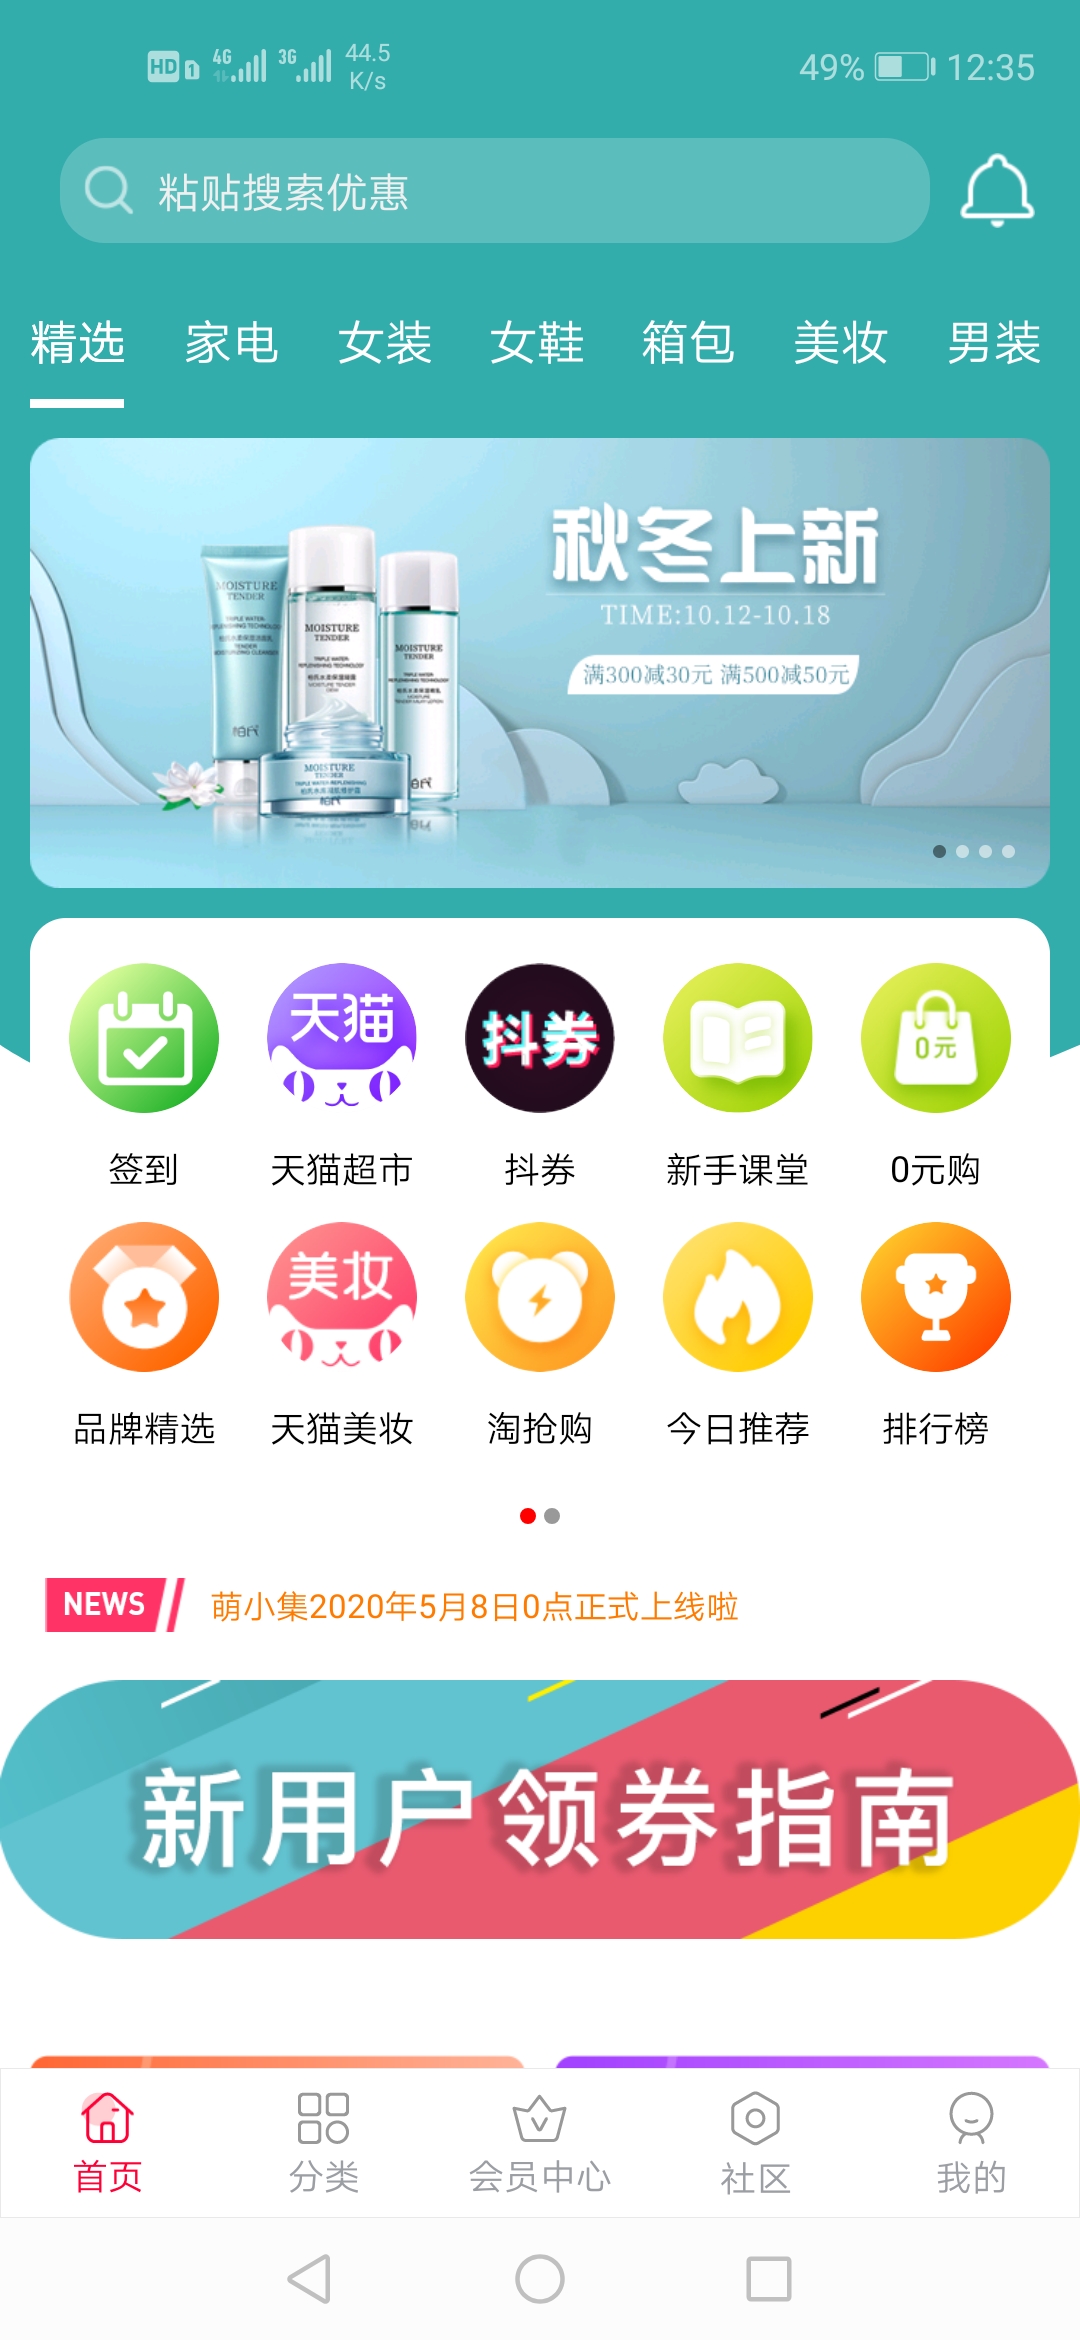 HD 1 4G 3G 44.5 K/s 49% 12:35
粘贴搜索优惠
精选 家电 女装 女鞋 箱包 美妆 男装
秋冬上新
TIME:10.12-10.18
满300减30元 满500减50元
MOISTURE
TENDER
MOISTURE
TENDER
MOISTURE
TENDER
MOISTURE
TENDER
天猫 抖券 0元
签到 天猫超市 抖券 新手课堂 0元购
美妆
品牌精选 天猫美妆 淘抢购 今日推荐 排行榜
NEWS 萌小集2020年5月8日0点正式上线啦
新用户领券指南
首页 分类 会员中心 社区 我的